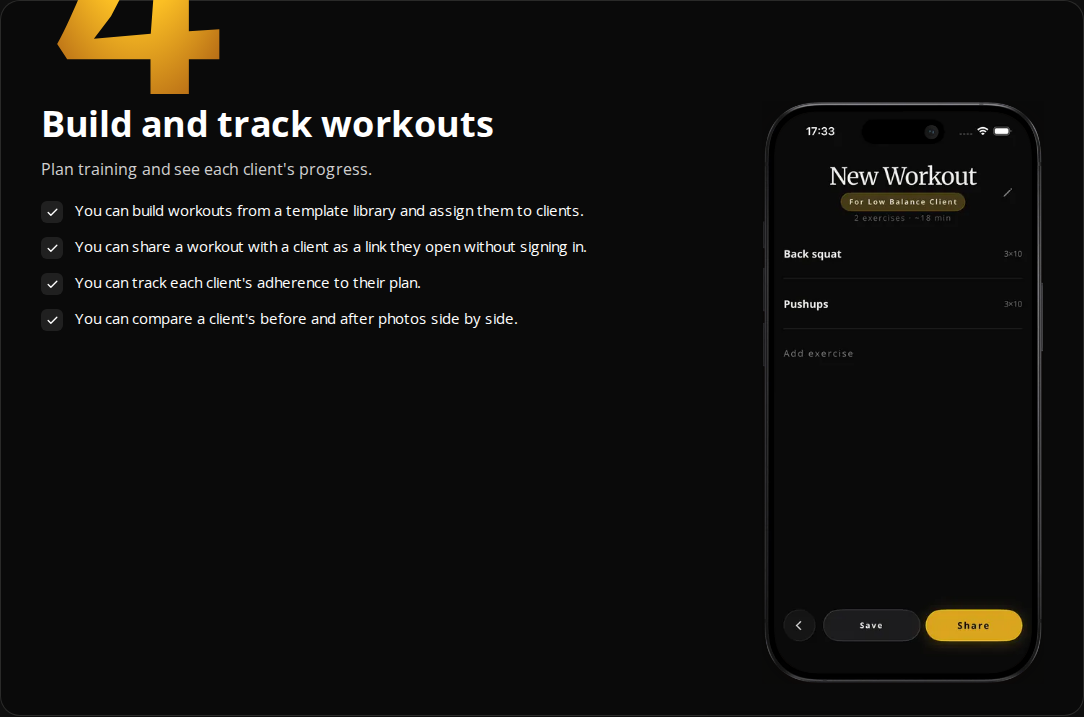 4
Build and track workouts
Plan training and see each client's progress.
You can build workouts from a template library and assign them to clients.
You can share a workout with a client as a link they open without signing in.
You can track each client's adherence to their plan.
You can compare a client's before and after photos side by side.
17:33
New Workout
For Low Balance Client
2 exercises · ~18 min
Back squat 3×10
Pushups 3×10
Add exercise
Save Share